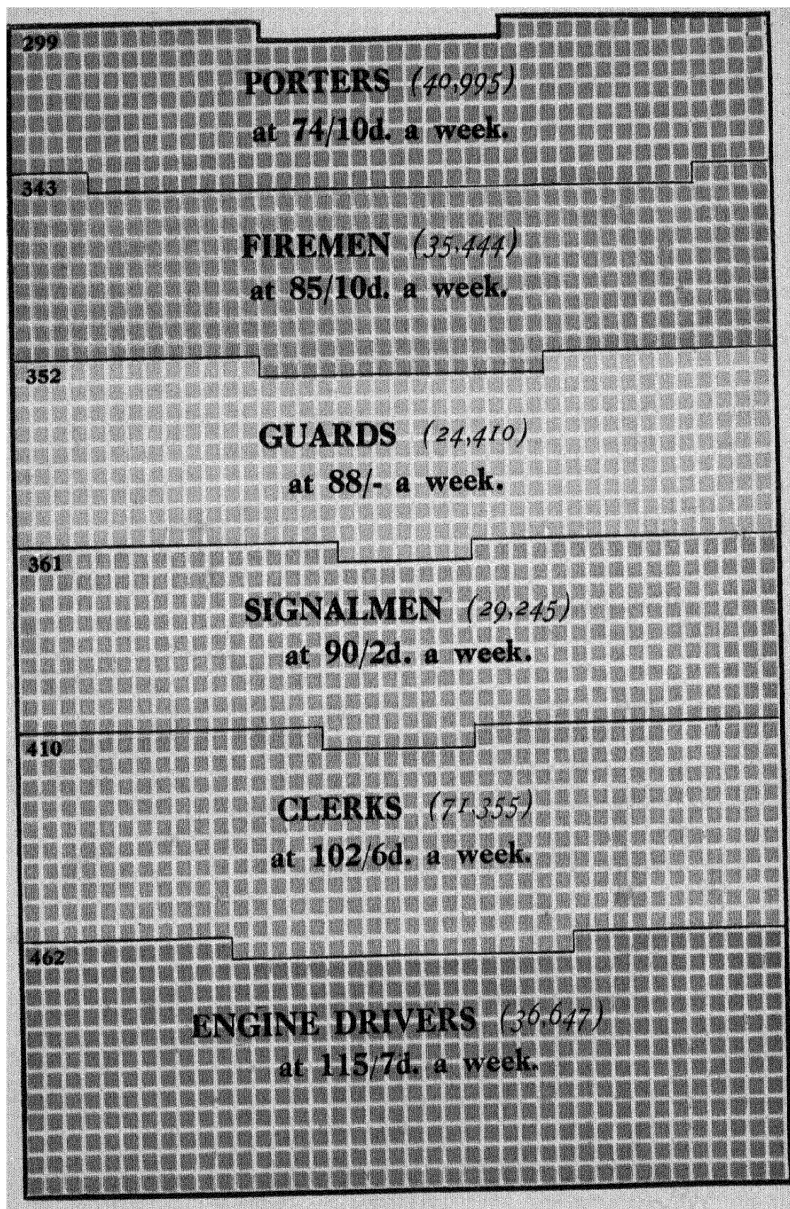 299
PORTERS (40,995)
at 74/10d. a week.
343
FIREMEN (35,444)
at 85/10d. a week.
352
GUARDS (24,410)
at 88/- a week.
361
SIGNALMEN (29,245)
at 90/2d. a week.
410
CLERKS (71,355)
at 102/6d. a week.
462
ENGINE DRIVERS (36,647)
at 115/7d. a week.